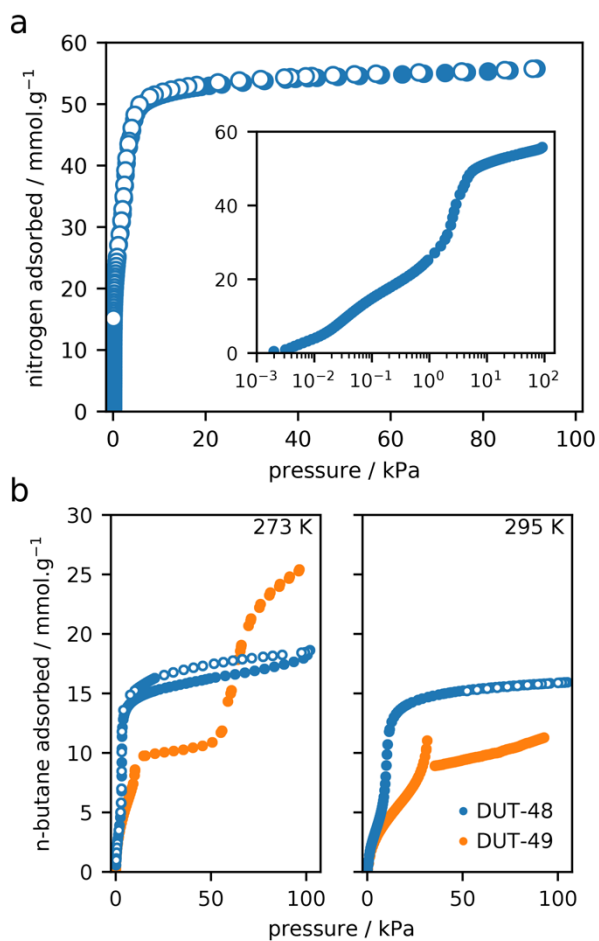 a
60
50
40
30
20
10
0
nitrogen adsorbed / mmol.g⁻¹
60
40
20
0
10⁻³ 10⁻² 10⁻¹ 10⁰ 10¹ 10²
0 20 40 60 80 100
pressure / kPa
b
30
25
20
15
10
5
0
n-butane adsorbed / mmol.g⁻¹
273 K
295 K
DUT-48
DUT-49
0 50 100
0 50 100
pressure / kPa
pressure / kPa